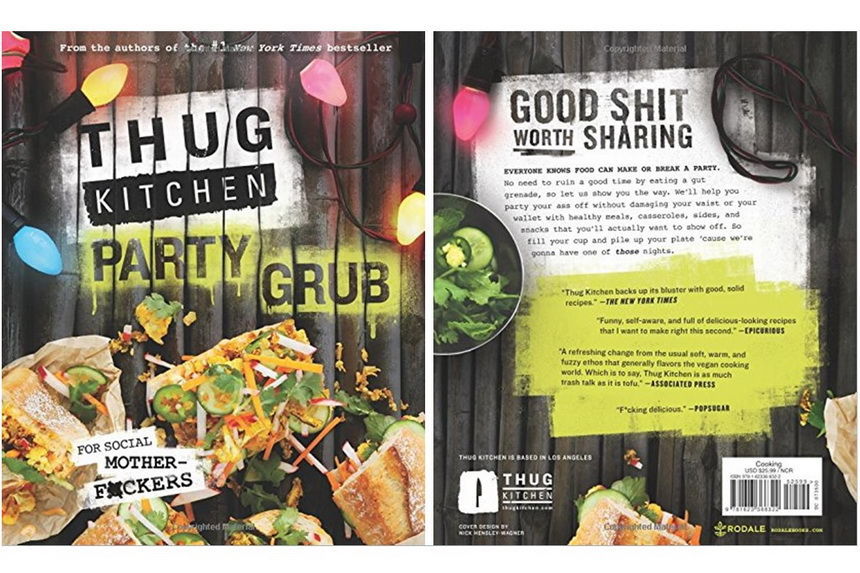 From the authors of the #1 New York Times bestseller
THUG
KITCHEN
PARTY
GRUB
FOR SOCIAL
MOTHER-
F✗CKERS
Copyrighted Material
Copyrighted Material
GOOD SHIT
WORTH SHARING
EVERYONE KNOWS FOOD CAN MAKE OR BREAK A PARTY.
No need to ruin a good time by eating a gut
grenade, so let us show you the way. We'll help you
party your ass off without damaging your waist or your
wallet with healthy meals, casseroles, sides, and
snacks that you'll actually want to show off. So
fill your cup and pile up your plate 'cause we're
gonna have one of those nights.
"Thug Kitchen backs up its bluster with good, solid
recipes." —THE NEW YORK TIMES
"Funny, self-aware, and full of delicious-looking recipes
that I want to make right this second." —EPICURIOUS
"A refreshing change from the usual soft, warm, and
fuzzy ethos that generally flavors the vegan cooking
world. Which is to say, Thug Kitchen is as much
trash talk as it is tofu." —ASSOCIATED PRESS
"F*cking delicious." —POPSUGAR
THUG KITCHEN IS BASED IN LOS ANGELES
THUG
KITCHEN
thugkitchen.com
COVER DESIGN BY
NICK HENSLEY-WAGNER
Cooking
USD $25.99 / NCR
52599
RODALE RODALEBOOKS.COM
Copyrighted Material